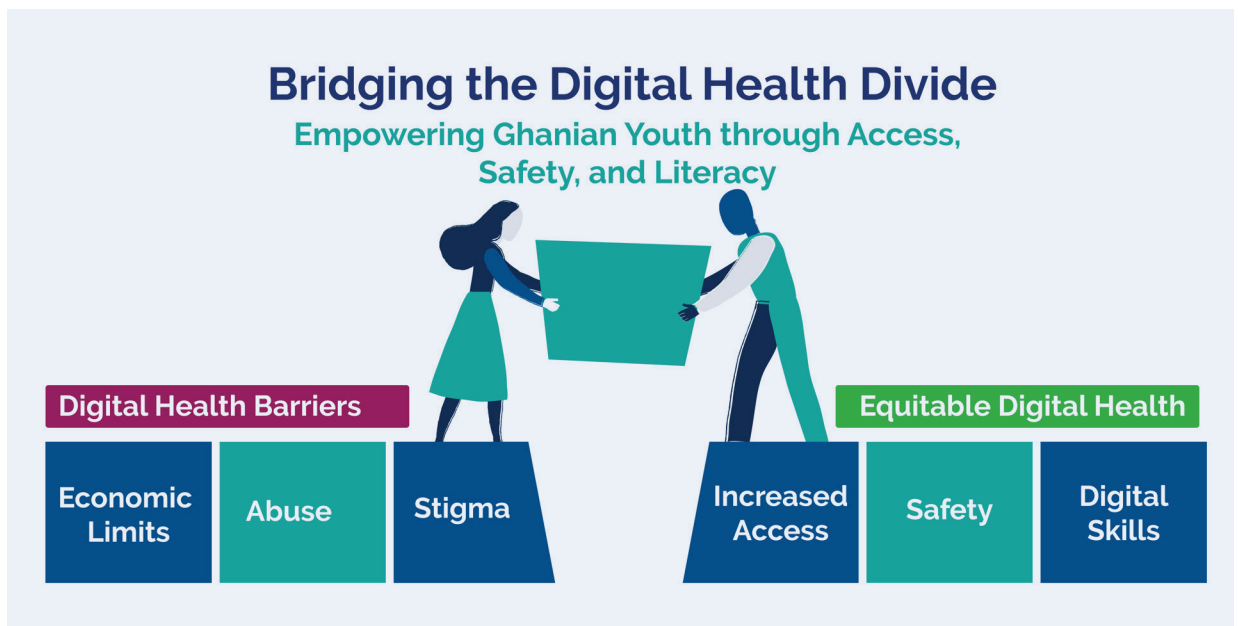 Bridging the Digital Health Divide
Empowering Ghanian Youth through Access,
Safety, and Literacy
Digital Health Barriers
Equitable Digital Health
Economic
Limits
Abuse
Stigma
Increased
Access
Safety
Digital
Skills